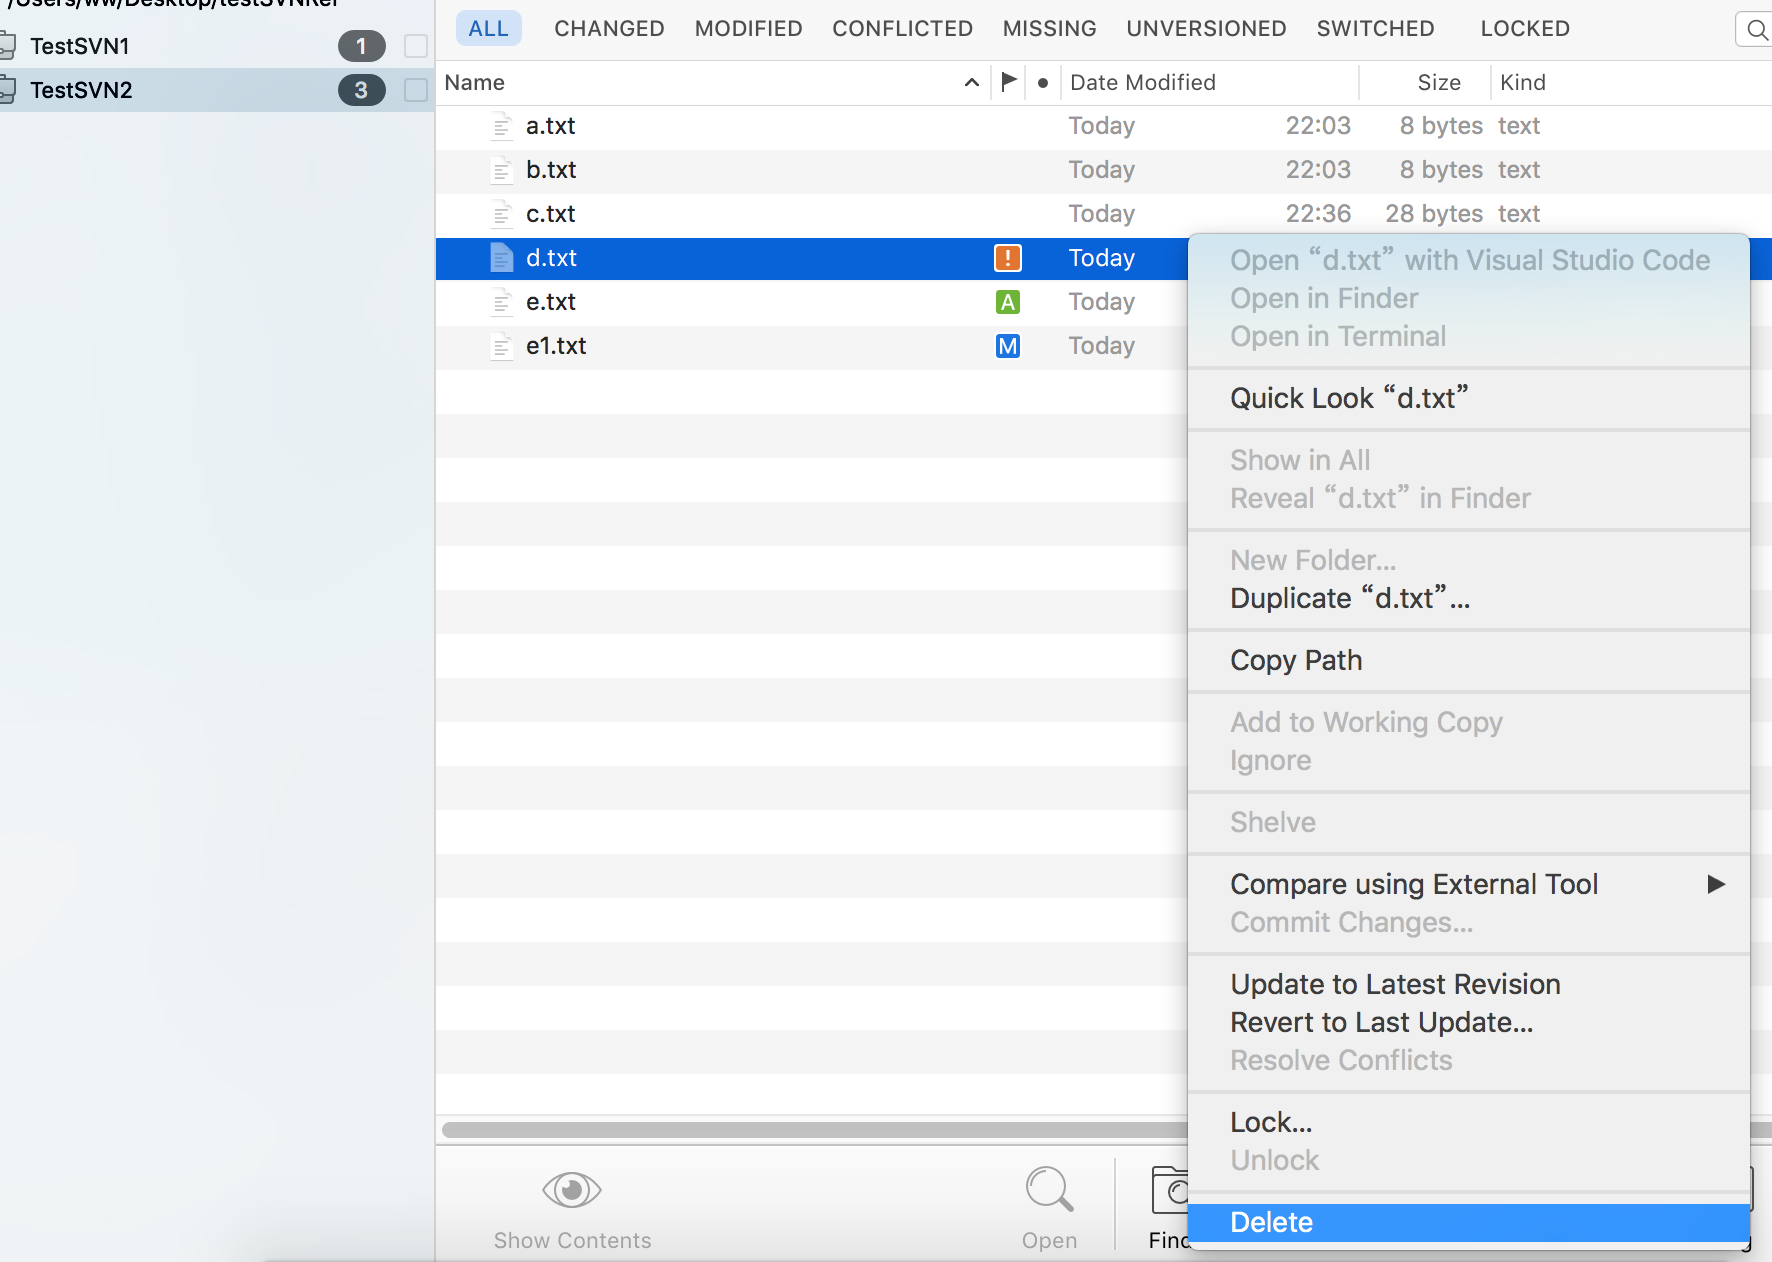 /Users/ww/Desktop/testSVNRef
TestSVN1 1
TestSVN2 3
ALL CHANGED MODIFIED CONFLICTED MISSING UNVERSIONED SWITCHED LOCKED
Name Date Modified Size Kind
a.txt Today 22:03 8 bytes text
b.txt Today 22:03 8 bytes text
c.txt Today 22:36 28 bytes text
d.txt ! Today
e.txt A Today
e1.txt M Today
Open “d.txt” with Visual Studio Code
Open in Finder
Open in Terminal
Quick Look “d.txt”
Show in All
Reveal “d.txt” in Finder
New Folder...
Duplicate “d.txt”...
Copy Path
Add to Working Copy
Ignore
Shelve
Compare using External Tool
Commit Changes...
Update to Latest Revision
Revert to Last Update...
Resolve Conflicts
Lock...
Unlock
Delete
Show Contents Open